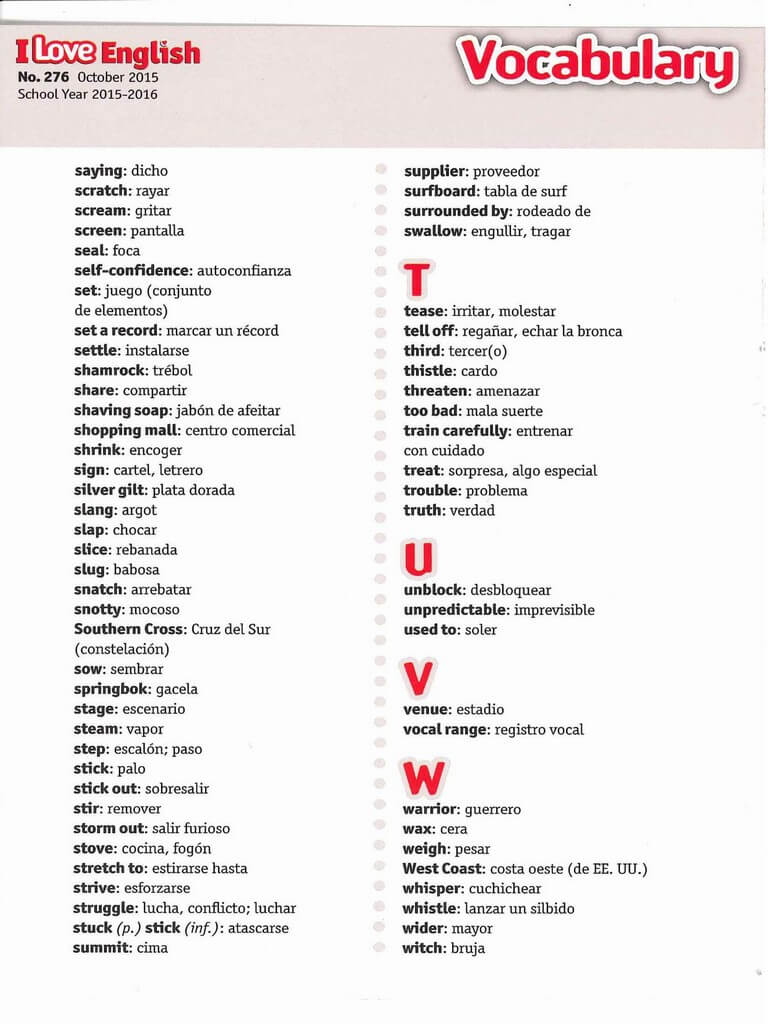 I Love English
No. 276 October 2015
School Year 2015-2016
Vocabulary
saying: dicho
scratch: rayar
scream: gritar
screen: pantalla
seal: foca
self-confidence: autoconfianza
set: juego (conjunto
de elementos)
set a record: marcar un récord
settle: instalarse
shamrock: trébol
share: compartir
shaving soap: jabón de afeitar
shopping mall: centro comercial
shrink: encoger
sign: cartel, letrero
silver gilt: plata dorada
slang: argot
slap: chocar
slice: rebanada
slug: babosa
snatch: arrebatar
snotty: mocoso
Southern Cross: Cruz del Sur
(constelación)
sow: sembrar
springbok: gacela
stage: escenario
steam: vapor
step: escalón; paso
stick: palo
stick out: sobresalir
stir: remover
storm out: salir furioso
stove: cocina, fogón
stretch to: estirarse hasta
strive: esforzarse
struggle: lucha, conflicto; luchar
stuck (p.) stick (inf.): atascarse
summit: cima
supplier: proveedor
surfboard: tabla de surf
surrounded by: rodeado de
swallow: engullir, tragar
T
tease: irritar, molestar
tell off: regañar, echar la bronca
third: tercer(o)
thistle: cardo
threaten: amenazar
too bad: mala suerte
train carefully: entrenar
con cuidado
treat: sorpresa, algo especial
trouble: problema
truth: verdad
U
unblock: desbloquear
unpredictable: imprevisible
used to: soler
V
venue: estadio
vocal range: registro vocal
W
warrior: guerrero
wax: cera
weigh: pesar
West Coast: costa oeste (de EE. UU.)
whisper: cuchichear
whistle: lanzar un silbido
wider: mayor
witch: bruja